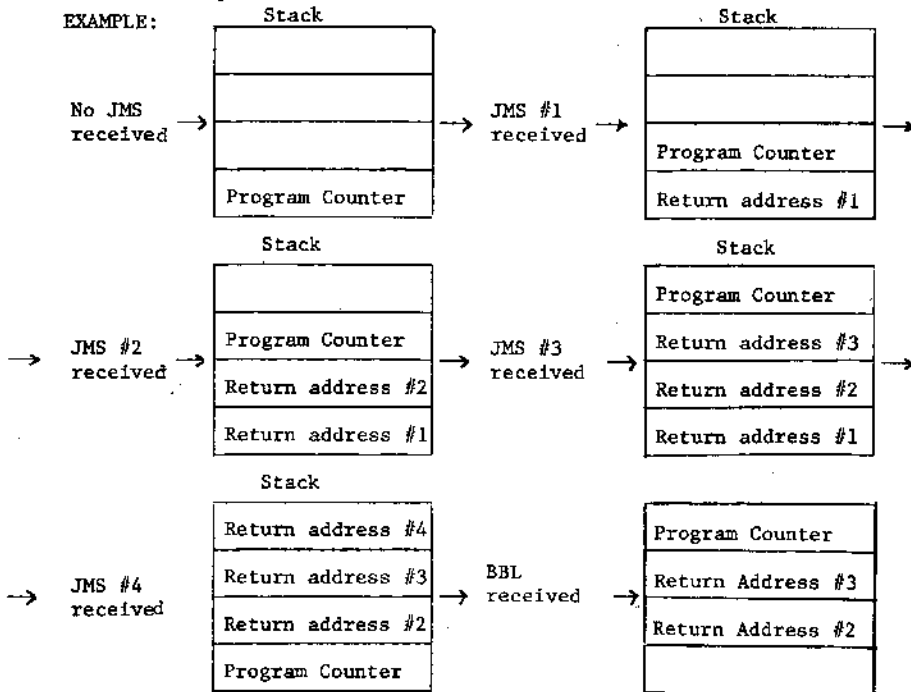 EXAMPLE:
Stack
Stack
No JMS
received
Program Counter
JMS #1
received
Program Counter
Return address #1
Stack
Stack
JMS #2
received
Program Counter
Return address #2
Return address #1
JMS #3
received
Program Counter
Return address #3
Return address #2
Return address #1
Stack
JMS #4
received
Return address #4
Return address #3
Return address #2
Program Counter
BBL
received
Program Counter
Return Address #3
Return Address #2